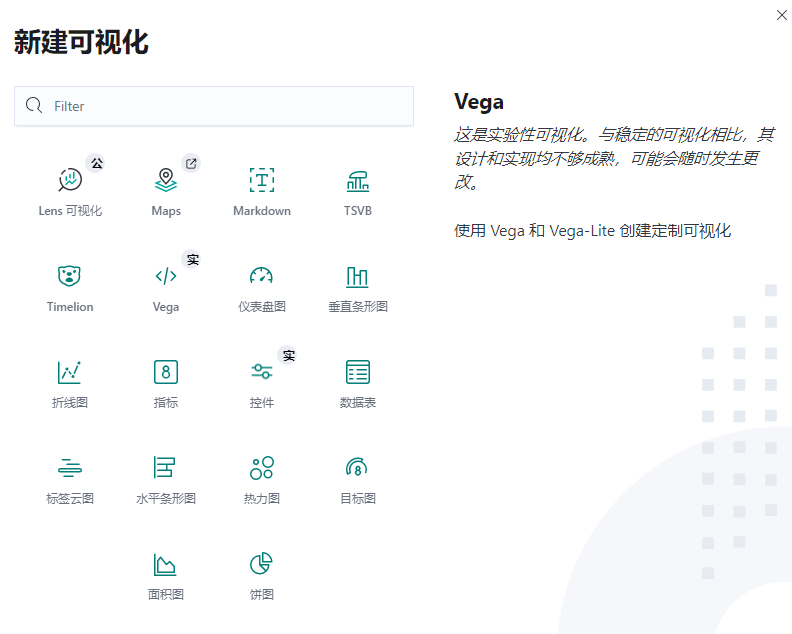 新建可视化
Filter
Vega
这是实验性可视化。与稳定的可视化相比，其
设计和实现均不够成熟，可能会随时发生更
改。
使用 Vega 和 Vega-Lite 创建定制可视化
公
Lens 可视化
Maps
T
Markdown
TSVB
Timelion
实
Vega
仪表盘图
垂直条形图
折线图
8
指标
实
控件
数据表
标签云图
水平条形图
热力图
8
目标图
面积图
饼图